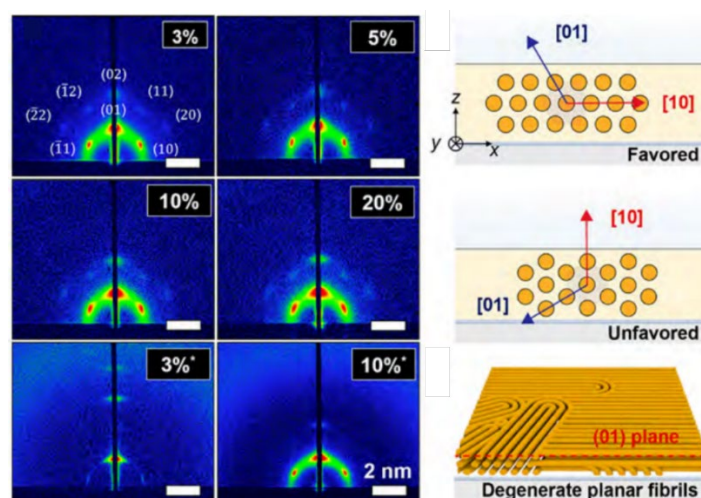 3%
(02)
(1̄2)
(11)
(2̄2)
(01)
(20)
(1̄1)
(10)
5%
10%
20%
3%*
10%*
2 nm
[01]
[10]
z
y
x
Favored
[10]
[01]
Unfavored
(01) plane
Degenerate planar fibrils